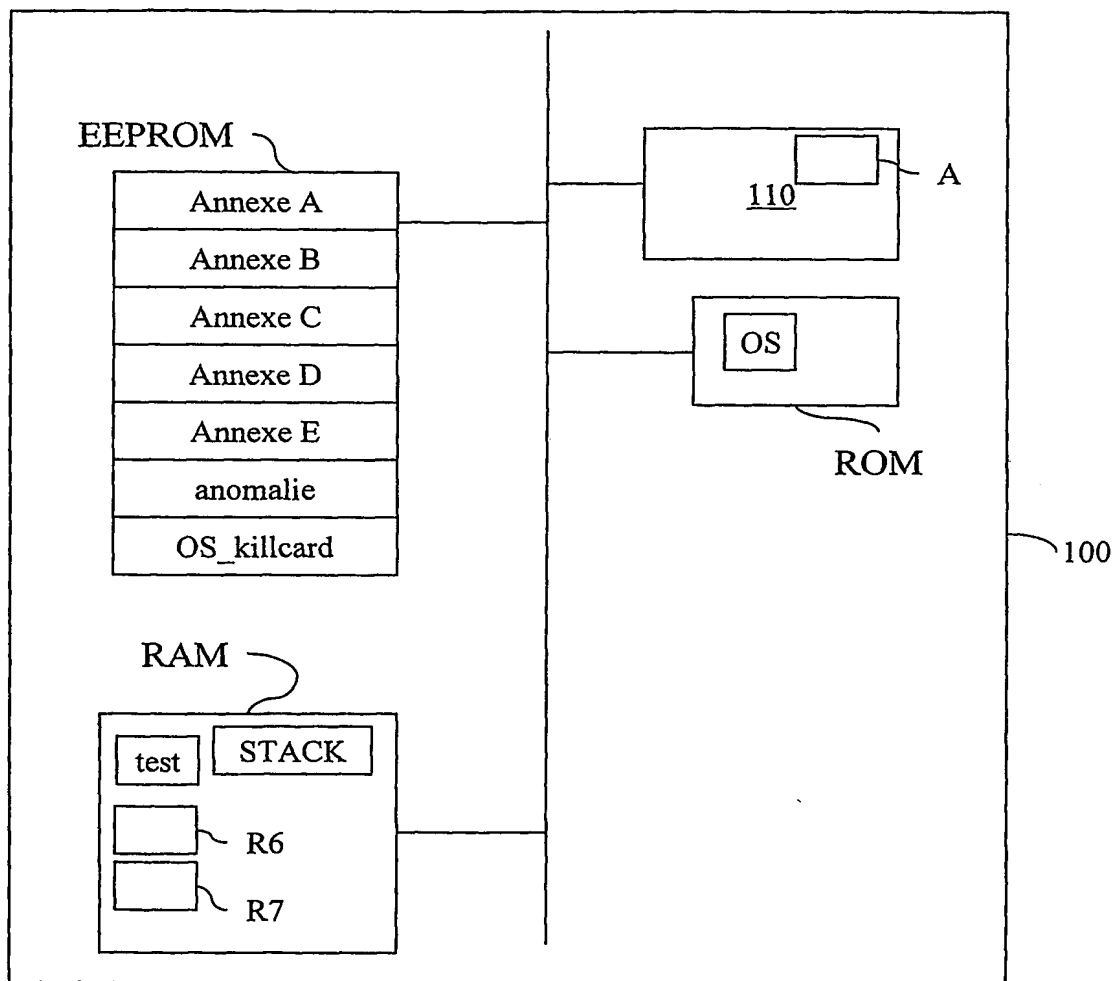 EEPROM
Annexe A
Annexe B
Annexe C
Annexe D
Annexe E
anomalie
OS_killcard
RAM
test
STACK
R6
R7
110
A
OS
ROM
100